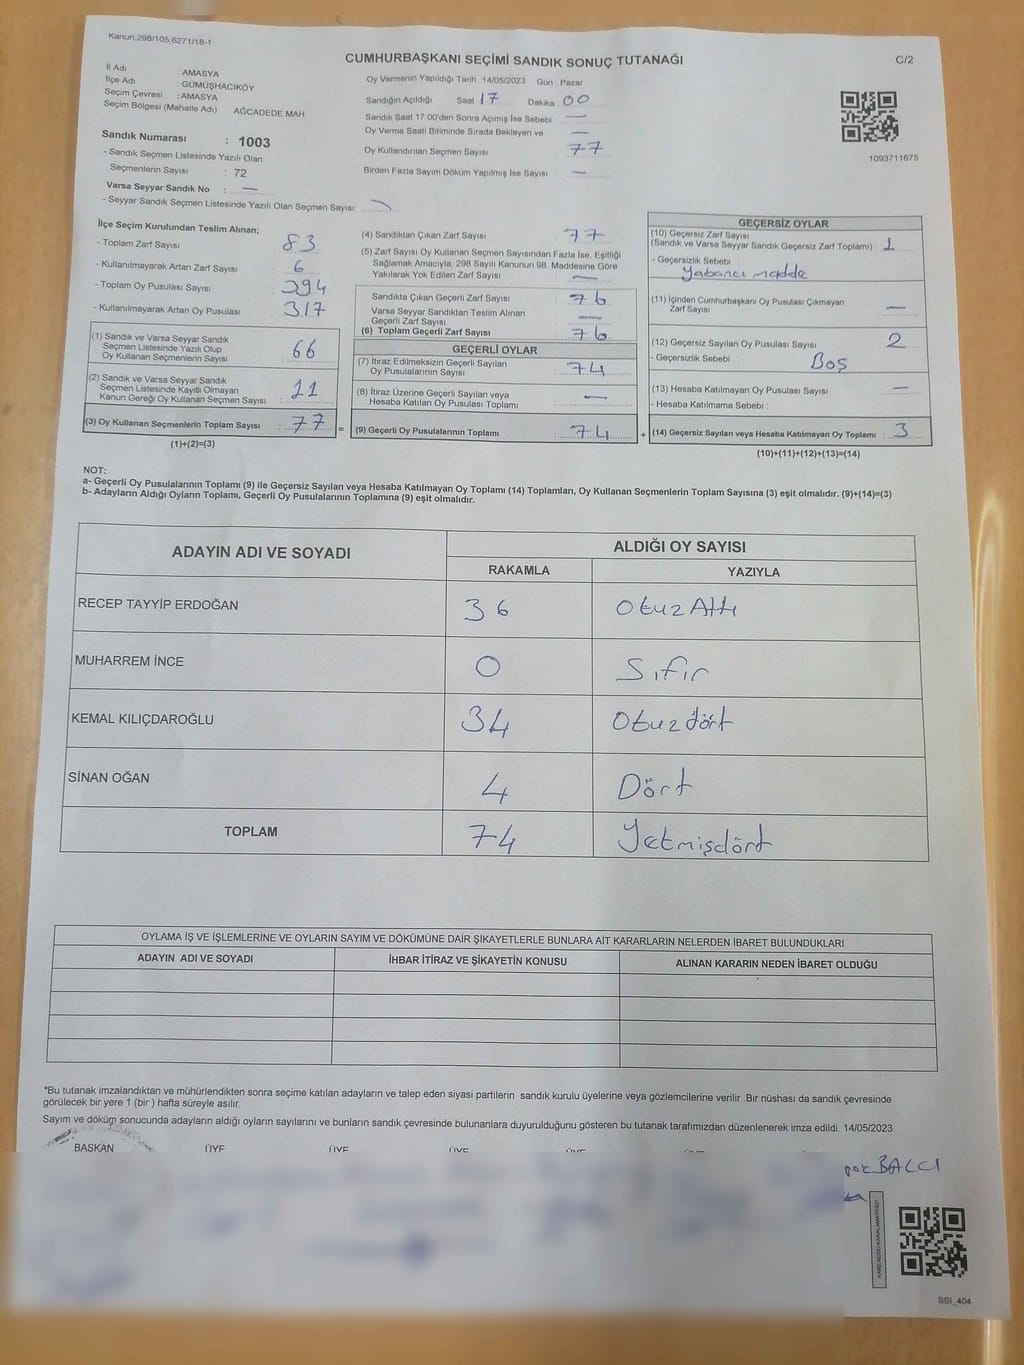 Kanun,298/105,6271/18-1
CUMHURBAŞKANI SEÇİMİ SANDIK SONUÇ TUTANAĞI
C/2
İl Adı AMASYA
İlçe Adı : GÜMÜŞHACIKÖY
Seçim Çevresi : AMASYA
Seçim Bölgesi (Mahalle Adı) AĞCADEDE MAH
Sandık Numarası : 1003
- Sandık Seçmen Listesinde Yazılı Olan
Seçmenlerin Sayısı : 72
Varsa Seyyar Sandık No : —
- Seyyar Sandık Seçmen Listesinde Yazılı Olan Seçmen Sayısı:
Oy Vermenin Yapıldığı Tarih 14/05/2023 Gün : Pazar
Sandığın Açıldığı Saat 17 Dakika 00
Sandık Saat 17.00'den Sonra Açımış İse Sebebi : —
Oy Verme Saati Bitiminde Sırada Bekleyen ve —
Oy Kullandırılan Seçmen Sayısı 77
Birden Fazla Sayım Döküm Yapılmış İse Sayısı : —
1093711675
İlçe Seçim Kurulundan Teslim Alınan;
- Toplam Zarf Sayısı : 83
- Kullanılmayarak Artan Zarf Sayısı : 6
- Toplam Oy Pusulası Sayısı : 394
- Kullanılmayarak Artan Oy Pusulası : 317
(1) Sandık ve Varsa Seyyar Sandık
Seçmen Listesinde Yazılı Olup
Oy Kullanan Seçmenlerin Sayısı : 66
(2) Sandık ve Varsa Seyyar Sandık
Seçmen Listesinde Kayıtlı Olmayan
Kanun Gereği Oy Kullanan Seçmen Sayısı : 11
(3) Oy Kullanan Seçmenlerin Toplam Sayısı : 77
(1)+(2)=(3)
=
(4) Sandıktan Çıkan Zarf Sayısı : 77
(5) Zarf Sayısı Oy Kullanan Seçmen Sayısından Fazla İse, Eşitliği
Sağlamak Amacıyla, 298 Sayılı Kanunun 98. Maddesine Göre
Yakılarak Yok Edilen Zarf Sayısı : —
Sandıkta Çıkan Geçerli Zarf Sayısı : 76
Varsa Seyyar Sandıktan Teslim Alınan
Geçerli Zarf Sayısı : —
(6) Toplam Geçerli Zarf Sayısı : 76
GEÇERLİ OYLAR
(7) İtiraz Edilmeksizin Geçerli Sayılan
Oy Pusulalarının Sayısı : 74
(8) İtiraz Üzerine Geçerli Sayılan veya
Hesaba Katılan Oy Pusulası Toplamı : —
(9) Geçerli Oy Pusulalarının Toplamı : 74
+
GEÇERSİZ OYLAR
(10) Geçersiz Zarf Sayısı : 1
(Sandık ve Varsa Seyyar Sandık Geçersiz Zarf Toplamı)
- Geçersizlik Sebebi :
Yabancı madde
(11) İçinden Cumhurbaşkanı Oy Pusulası Çıkmayan
Zarf Sayısı : —
(12) Geçersiz Sayılan Oy Pusulası Sayısı : 2
- Geçersizlik Sebebi : Boş
(13) Hesaba Katılmayan Oy Pusulası Sayısı : —
- Hesaba Katılmama Sebebi :
(14) Geçersiz Sayılan veya Hesaba Katılmayan Oy Toplamı : 3
(10)+(11)+(12)+(13)=(14)
NOT:
a- Geçerli Oy Pusulalarının Toplamı (9) ile Geçersiz Sayılan veya Hesaba Katılmayan Oy Toplamı (14) Toplamları, Oy Kullanan Seçmenlerin Toplam Sayısına (3) eşit olmalıdır. (9)+(14)=(3)
b- Adayların Aldığı Oyların Toplamı, Geçerli Oy Pusulalarının Toplamına (9) eşit olmalıdır.
ADAYIN ADI VE SOYADI ALDIĞI OY SAYISI
RAKAMLA YAZIYLA
RECEP TAYYİP ERDOĞAN 36 Otuz Altı
MUHARREM İNCE 0 Sıfır
KEMAL KILIÇDAROĞLU 34 Otuzdört
SİNAN OĞAN 4 Dört
TOPLAM 74 Yetmişdört
OYLAMA İŞ VE İŞLEMLERİNE VE OYLARIN SAYIM VE DÖKÜMÜNE DAİR ŞİKAYETLERLE BUNLARA AİT KARARLARIN NELERDEN İBARET BULUNDUKLARI
ADAYIN ADI VE SOYADI İHBAR İTİRAZ VE ŞİKAYETİN KONUSU ALINAN KARARIN NEDEN İBARET OLDUĞU
*Bu tutanak imzalandıktan ve mühürlendikten sonra seçime katılan adayların ve talep eden siyasi partilerin sandık kurulu üyelerine veya gözlemcilerine verilir. Bir nüshası da sandık çevresinde
görülecek bir yere 1 (bir ) hafta süreyle asılır.
Sayım ve döküm sonucunda adayların aldığı oyların sayılarını ve bunların sandık çevresinde bulunanlara duyurulduğunu gösteren bu tutanak tarafımızdan düzenlenerek imza edildi. 14/05/2023
BAŞKAN ÜYE ÜYE ÜYE
BALCI
SSI_404